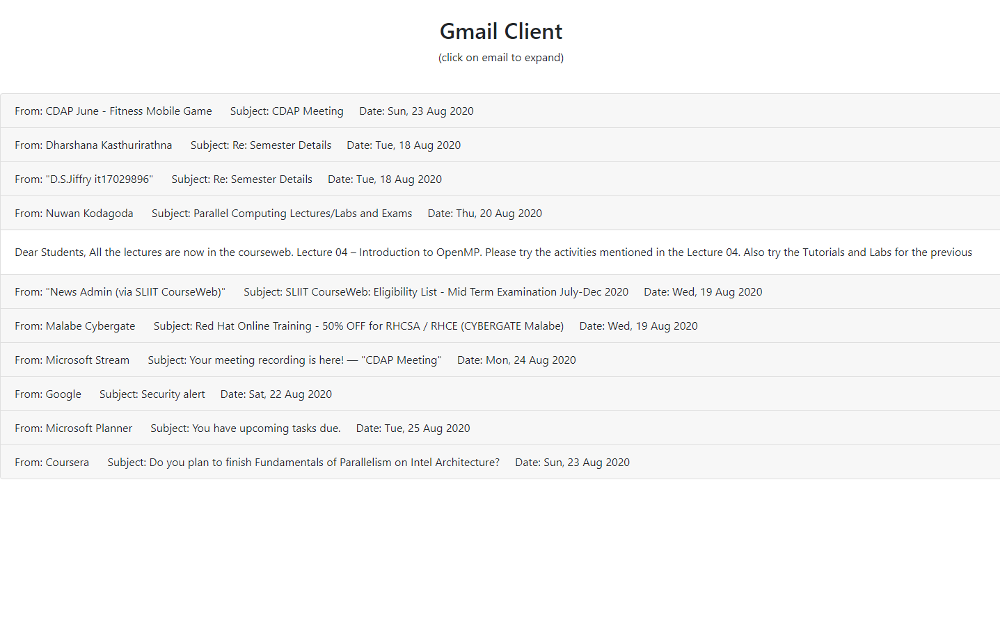 Gmail Client
(click on email to expand)
From: CDAP June - Fitness Mobile Game Subject: CDAP Meeting Date: Sun, 23 Aug 2020
From: Dharshana Kasthurirathna Subject: Re: Semester Details Date: Tue, 18 Aug 2020
From: "D.S.Jiffry it17029896" Subject: Re: Semester Details Date: Tue, 18 Aug 2020
From: Nuwan Kodagoda Subject: Parallel Computing Lectures/Labs and Exams Date: Thu, 20 Aug 2020
Dear Students, All the lectures are now in the courseweb. Lecture 04 – Introduction to OpenMP. Please try the activities mentioned in the Lecture 04. Also try the Tutorials and Labs for the previous
From: "News Admin (via SLIIT CourseWeb)" Subject: SLIIT CourseWeb: Eligibility List - Mid Term Examination July-Dec 2020 Date: Wed, 19 Aug 2020
From: Malabe Cybergate Subject: Red Hat Online Training - 50% OFF for RHCSA / RHCE (CYBERGATE Malabe) Date: Wed, 19 Aug 2020
From: Microsoft Stream Subject: Your meeting recording is here! — "CDAP Meeting" Date: Mon, 24 Aug 2020
From: Google Subject: Security alert Date: Sat, 22 Aug 2020
From: Microsoft Planner Subject: You have upcoming tasks due. Date: Tue, 25 Aug 2020
From: Coursera Subject: Do you plan to finish Fundamentals of Parallelism on Intel Architecture? Date: Sun, 23 Aug 2020